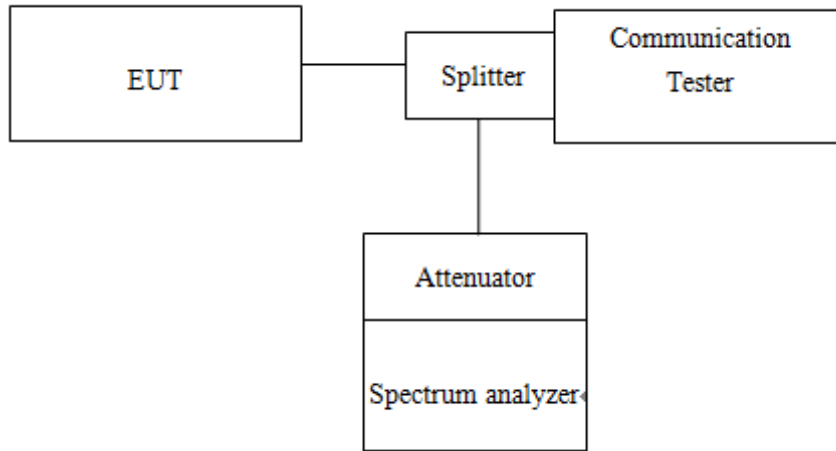 EUT
Splitter
Communication
Tester
Attenuator
Spectrum analyzer